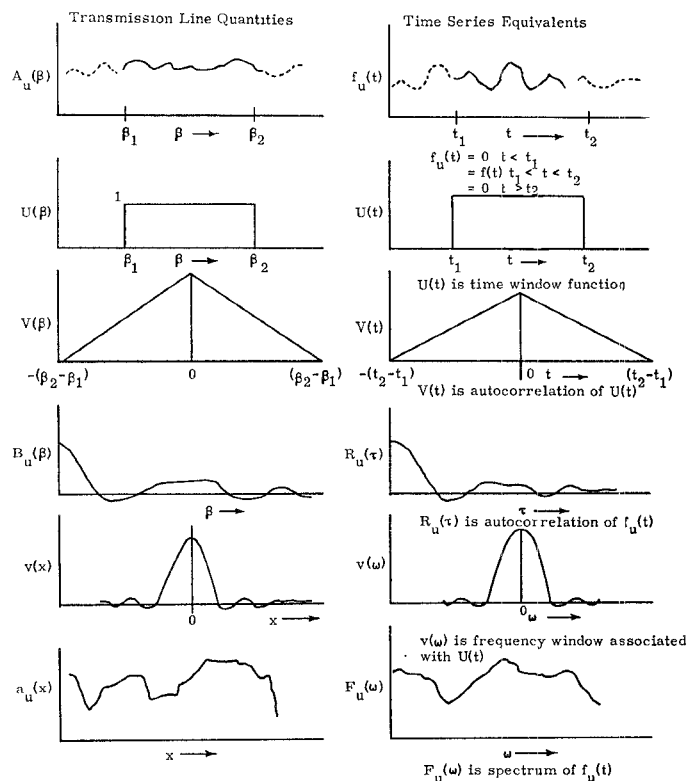 Transmission Line Quantities
A_u(β)
β_1 β → β_2
1
U(β)
β_1 β → β_2
V(β)
-(β_2-β_1) 0 (β_2-β_1)
B_u(β)
β →
v(x)
0 x →
a_u(x)
x →
Time Series Equivalents
f_u(t)
t_1 t → t_2
f_u(t) = 0 t < t_1
= f(t) t_1 < t < t_2
= 0 t > t_2
U(t)
t_1 t → t_2
U(t) is time window function
V(t)
-(t_2-t_1) 0 t → (t_2-t_1)
V(t) is autocorrelation of U(t)
R_u(τ)
τ →
R_u(τ) is autocorrelation of f_u(t)
v(ω)
0 ω →
v(ω) is frequency window associated
with U(t)
F_u(ω)
ω →
F_u(ω) is spectrum of f_u(t)